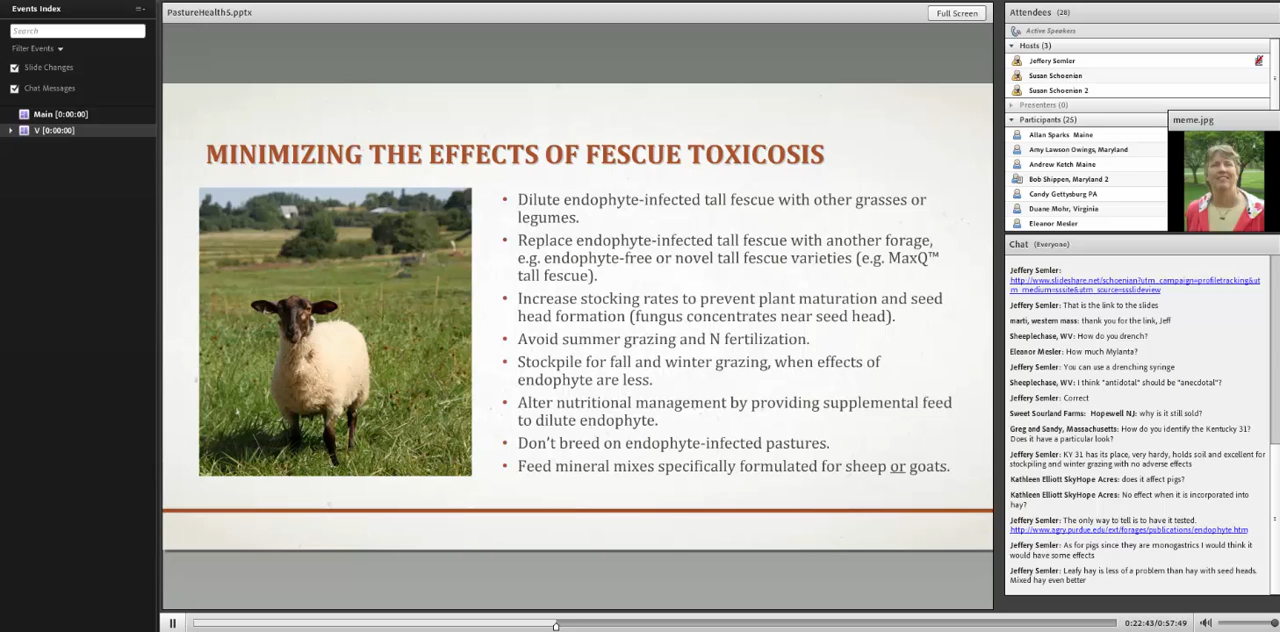 Events Index
Search
Filter Events
Slide Changes
Chat Messages
Main [0:00:00]
V [0:00:00]
PastureHealth5.pptx
Full Screen
MINIMIZING THE EFFECTS OF FESCUE TOXICOSIS
• Dilute endophyte-infected tall fescue with other grasses or
legumes.
• Replace endophyte-infected tall fescue with another forage,
e.g. endophyte-free or novel tall fescue varieties (e.g. MaxQ™
tall fescue).
• Increase stocking rates to prevent plant maturation and seed
head formation (fungus concentrates near seed head).
• Avoid summer grazing and N fertilization.
• Stockpile for fall and winter grazing, when effects of
endophyte are less.
• Alter nutritional management by providing supplemental feed
to dilute endophyte.
• Don't breed on endophyte-infected pastures.
• Feed mineral mixes specifically formulated for sheep or goats.
0:22:43/0:57:49
Attendees (28)
Active Speakers
Hosts (3)
Jeffery Semler
Susan Schoenian
Susan Schoenian 2
Presenters (0)
Participants (25)
Allan Sparks Maine
Amy Lawson Owings, Maryland
Andrew Ketch Maine
Bob Shippen, Maryland 2
Candy Gettysburg PA
Duane Mohr, Virginia
Eleanor Mesler
meme.jpg
Chat (Everyone)
Jeffery Semler:
http://www.slideshare.net/schoenian?utm_campaign=profiletracking&ut
m_medium=sssite&utm_source=ssslideview
Jeffery Semler: That is the link to the slides
marti, western mass: thank you for the link, Jeff
Sheeplechase, WV: How do you drench?
Eleanor Mesler: How much Mylanta?
Jeffery Semler: You can use a drenching syringe
Sheeplechase, WV: I think "antidotal" should be "anecdotal"?
Jeffery Semler: Correct
Sweet Sourland Farms: Hopewell NJ: why is it still sold?
Greg and Sandy, Massachusetts: How do you identify the Kentucky 31?
Does it have a particular look?
Jeffery Semler: KY 31 has its place, very hardy, holds soil and excellent for
stockpiling and winter grazing with no adverse effects
Kathleen Elliott SkyHope Acres: does it affect pigs?
Kathleen Elliott SkyHope Acres: No effect when it is incorporated into
hay?
Jeffery Semler: The only way to tell is to have it tested.
http://www.agry.purdue.edu/ext/forages/publications/endophyte.htm
Jeffery Semler: As for pigs since they are monogastrics I would think it
would have some effects
Jeffery Semler: Leafy hay is less of a problem than hay with seed heads.
Mixed hay even better